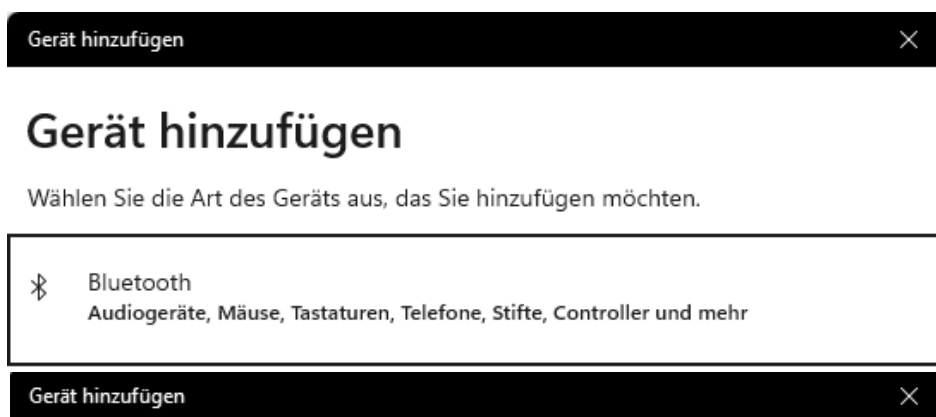 Gerät hinzufügen
Gerät hinzufügen
Wählen Sie die Art des Geräts aus, das Sie hinzufügen möchten.
Bluetooth
Audiogeräte, Mäuse, Tastaturen, Telefone, Stifte, Controller und mehr
Gerät hinzufügen